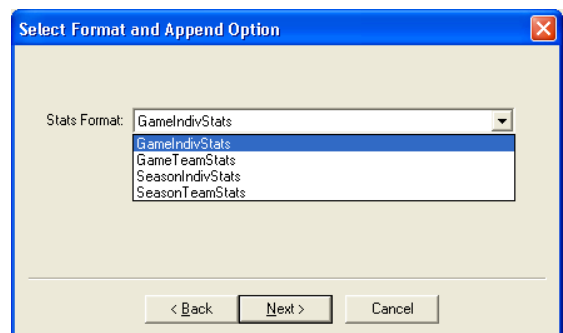 Select Format and Append Option
Stats Format: GameIndivStats
GameIndivStats
GameTeamStats
SeasonIndivStats
SeasonTeamStats
< Back Next > Cancel